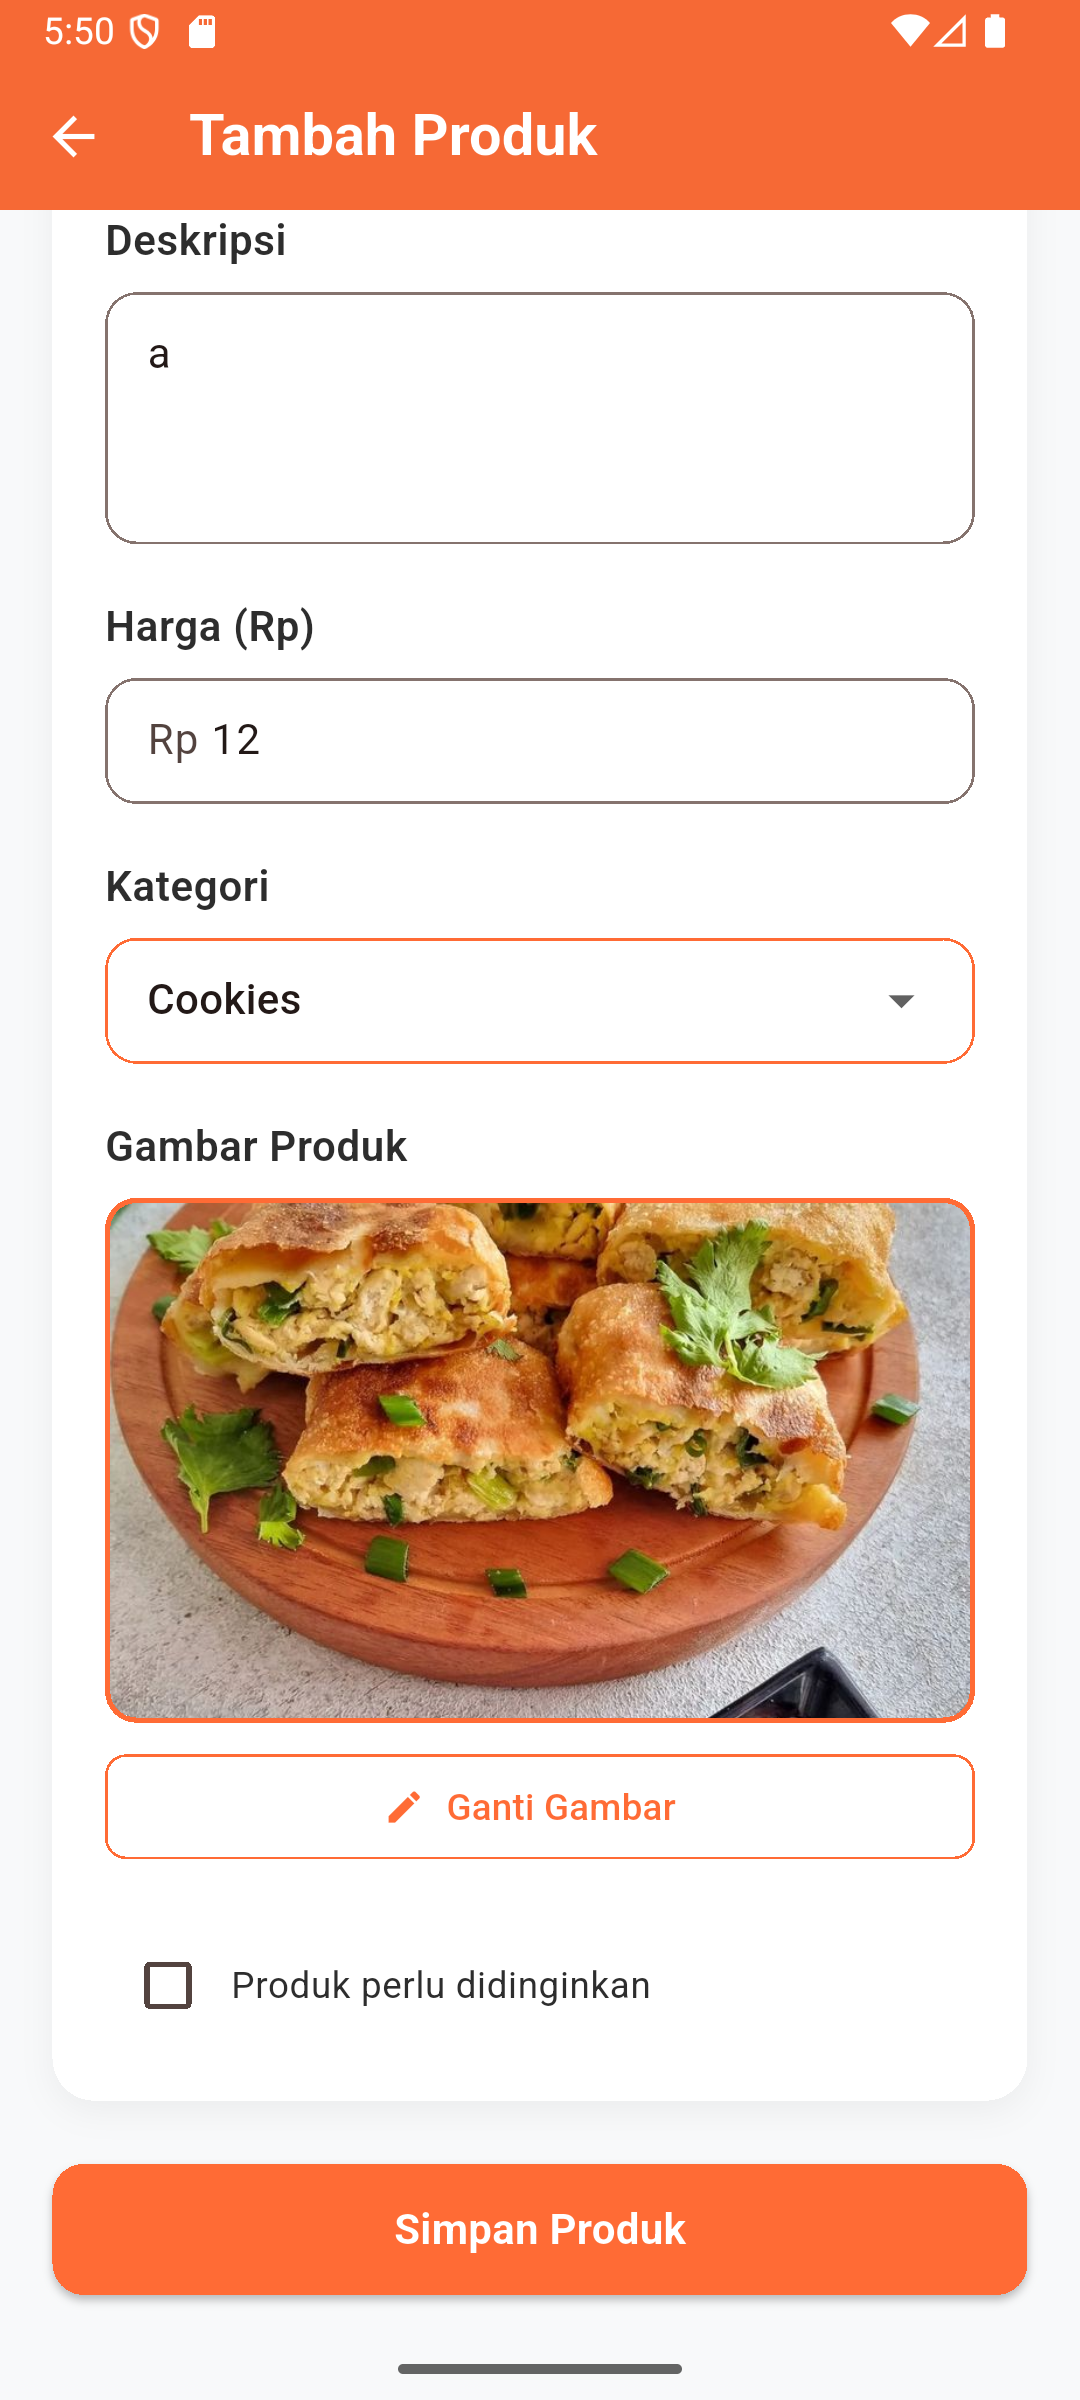 5:50
Tambah Produk
Deskripsi
a
Harga (Rp)
Rp 12
Kategori
Cookies
Gambar Produk
Ganti Gambar
Produk perlu didinginkan
Simpan Produk